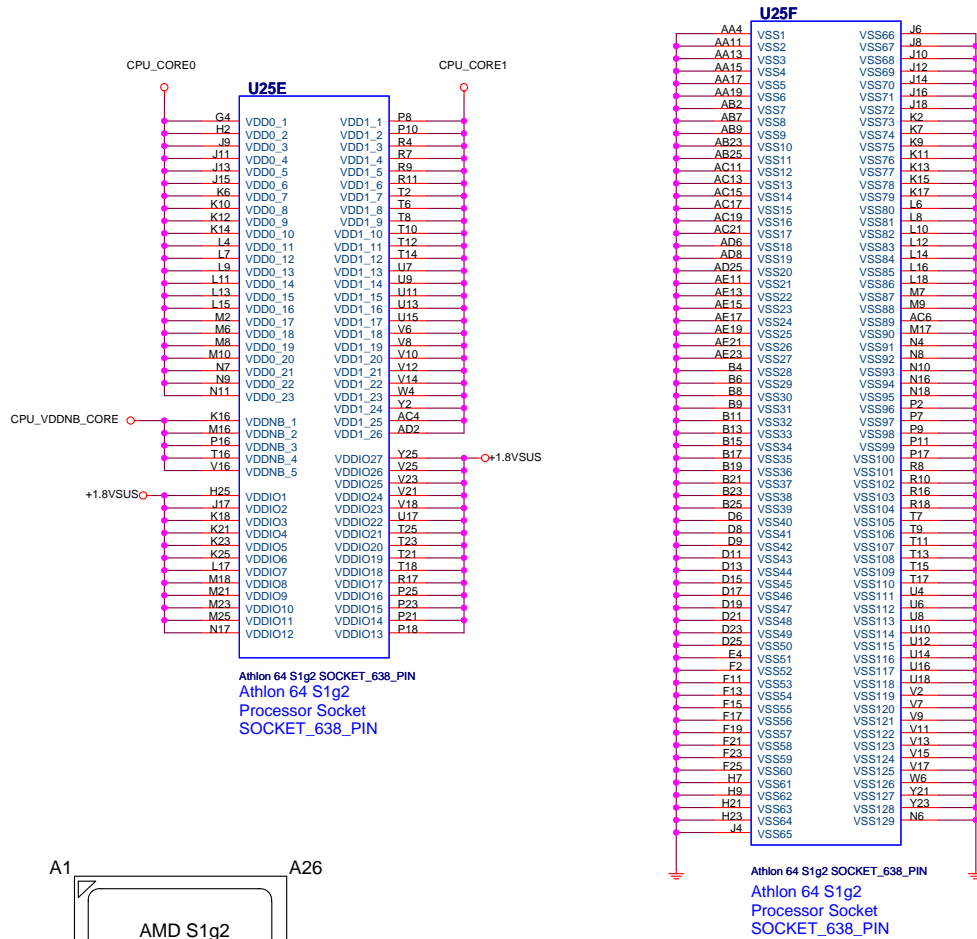 CPU_CORE0
CPU_CORE1
U25E
G4 VDD0_1 VDD1_1 P8
H2 VDD0_2 VDD1_2 P10
J9 VDD0_3 VDD1_3 R4
J11 VDD0_4 VDD1_4 R7
J13 VDD0_5 VDD1_5 R9
J15 VDD0_6 VDD1_6 R11
K6 VDD0_7 VDD1_7 T2
K10 VDD0_8 VDD1_8 T6
K12 VDD0_9 VDD1_9 T8
K14 VDD0_10 VDD1_10 T10
L4 VDD0_11 VDD1_11 T12
L7 VDD0_12 VDD1_12 T14
L9 VDD0_13 VDD1_13 U7
L11 VDD0_14 VDD1_14 U9
L13 VDD0_15 VDD1_15 U11
L15 VDD0_16 VDD1_16 U13
M2 VDD0_17 VDD1_17 U15
M6 VDD0_18 VDD1_18 V6
M8 VDD0_19 VDD1_19 V8
M10 VDD0_20 VDD1_20 V10
N7 VDD0_21 VDD1_21 V12
N9 VDD0_22 VDD1_22 V14
N11 VDD0_23 VDD1_23 W4
VDD1_24 Y2
CPU_VDDNB_CORE K16 VDDNB_1 VDD1_25 AC4
M16 VDDNB_2 VDD1_26 AD2
P16 VDDNB_3
T16 VDDNB_4 VDDIO27 Y25 +1.8VSUS
V16 VDDNB_5 VDDIO26 V25
VDDIO25 V23
+1.8VSUS H25 VDDIO1 VDDIO24 V21
J17 VDDIO2 VDDIO23 V18
K18 VDDIO3 VDDIO22 U17
K21 VDDIO4 VDDIO21 T25
K23 VDDIO5 VDDIO20 T23
K25 VDDIO6 VDDIO19 T21
L17 VDDIO7 VDDIO18 T18
M18 VDDIO8 VDDIO17 R17
M21 VDDIO9 VDDIO16 P25
M23 VDDIO10 VDDIO15 P23
M25 VDDIO11 VDDIO14 P21
N17 VDDIO12 VDDIO13 P18
Athlon 64 S1g2 SOCKET_638_PIN
Athlon 64 S1g2
Processor Socket
SOCKET_638_PIN
U25F
AA4 VSS1 VSS66 J6
AA11 VSS2 VSS67 J8
AA13 VSS3 VSS68 J10
AA15 VSS4 VSS69 J12
AA17 VSS5 VSS70 J14
AA19 VSS6 VSS71 J16
AB2 VSS7 VSS72 J18
AB7 VSS8 VSS73 K2
AB9 VSS9 VSS74 K7
AB23 VSS10 VSS75 K9
AB25 VSS11 VSS76 K11
AC11 VSS12 VSS77 K13
AC13 VSS13 VSS78 K15
AC15 VSS14 VSS79 K17
AC17 VSS15 VSS80 L6
AC19 VSS16 VSS81 L8
AC21 VSS17 VSS82 L10
AD6 VSS18 VSS83 L12
AD8 VSS19 VSS84 L14
AD25 VSS20 VSS85 L16
AE11 VSS21 VSS86 L18
AE13 VSS22 VSS87 M7
AE15 VSS23 VSS88 M9
AE17 VSS24 VSS89 AC6
AE19 VSS25 VSS90 M17
AE21 VSS26 VSS91 N4
AE23 VSS27 VSS92 N8
B4 VSS28 VSS93 N10
B6 VSS29 VSS94 N16
B8 VSS30 VSS95 N18
B9 VSS31 VSS96 P2
B11 VSS32 VSS97 P7
B13 VSS33 VSS98 P9
B15 VSS34 VSS99 P11
B17 VSS35 VSS100 P17
B19 VSS36 VSS101 R8
B21 VSS37 VSS102 R10
B23 VSS38 VSS103 R16
B25 VSS39 VSS104 R18
D6 VSS40 VSS105 T7
D8 VSS41 VSS106 T9
D9 VSS42 VSS107 T11
D11 VSS43 VSS108 T13
D13 VSS44 VSS109 T15
D15 VSS45 VSS110 T17
D17 VSS46 VSS111 U4
D19 VSS47 VSS112 U6
D21 VSS48 VSS113 U8
D23 VSS49 VSS114 U10
D25 VSS50 VSS115 U12
E4 VSS51 VSS116 U14
F2 VSS52 VSS117 U16
F11 VSS53 VSS118 U18
F13 VSS54 VSS119 V2
F15 VSS55 VSS120 V7
F17 VSS56 VSS121 V9
F19 VSS57 VSS122 V11
F21 VSS58 VSS123 V13
F23 VSS59 VSS124 V15
F25 VSS60 VSS125 V17
H7 VSS61 VSS126 W6
H9 VSS62 VSS127 Y21
H21 VSS63 VSS128 Y23
H23 VSS64 VSS129 N6
J4 VSS65
Athlon 64 S1g2 SOCKET_638_PIN
Athlon 64 S1g2
Processor Socket
SOCKET_638_PIN
A1 A26
AMD S1g2